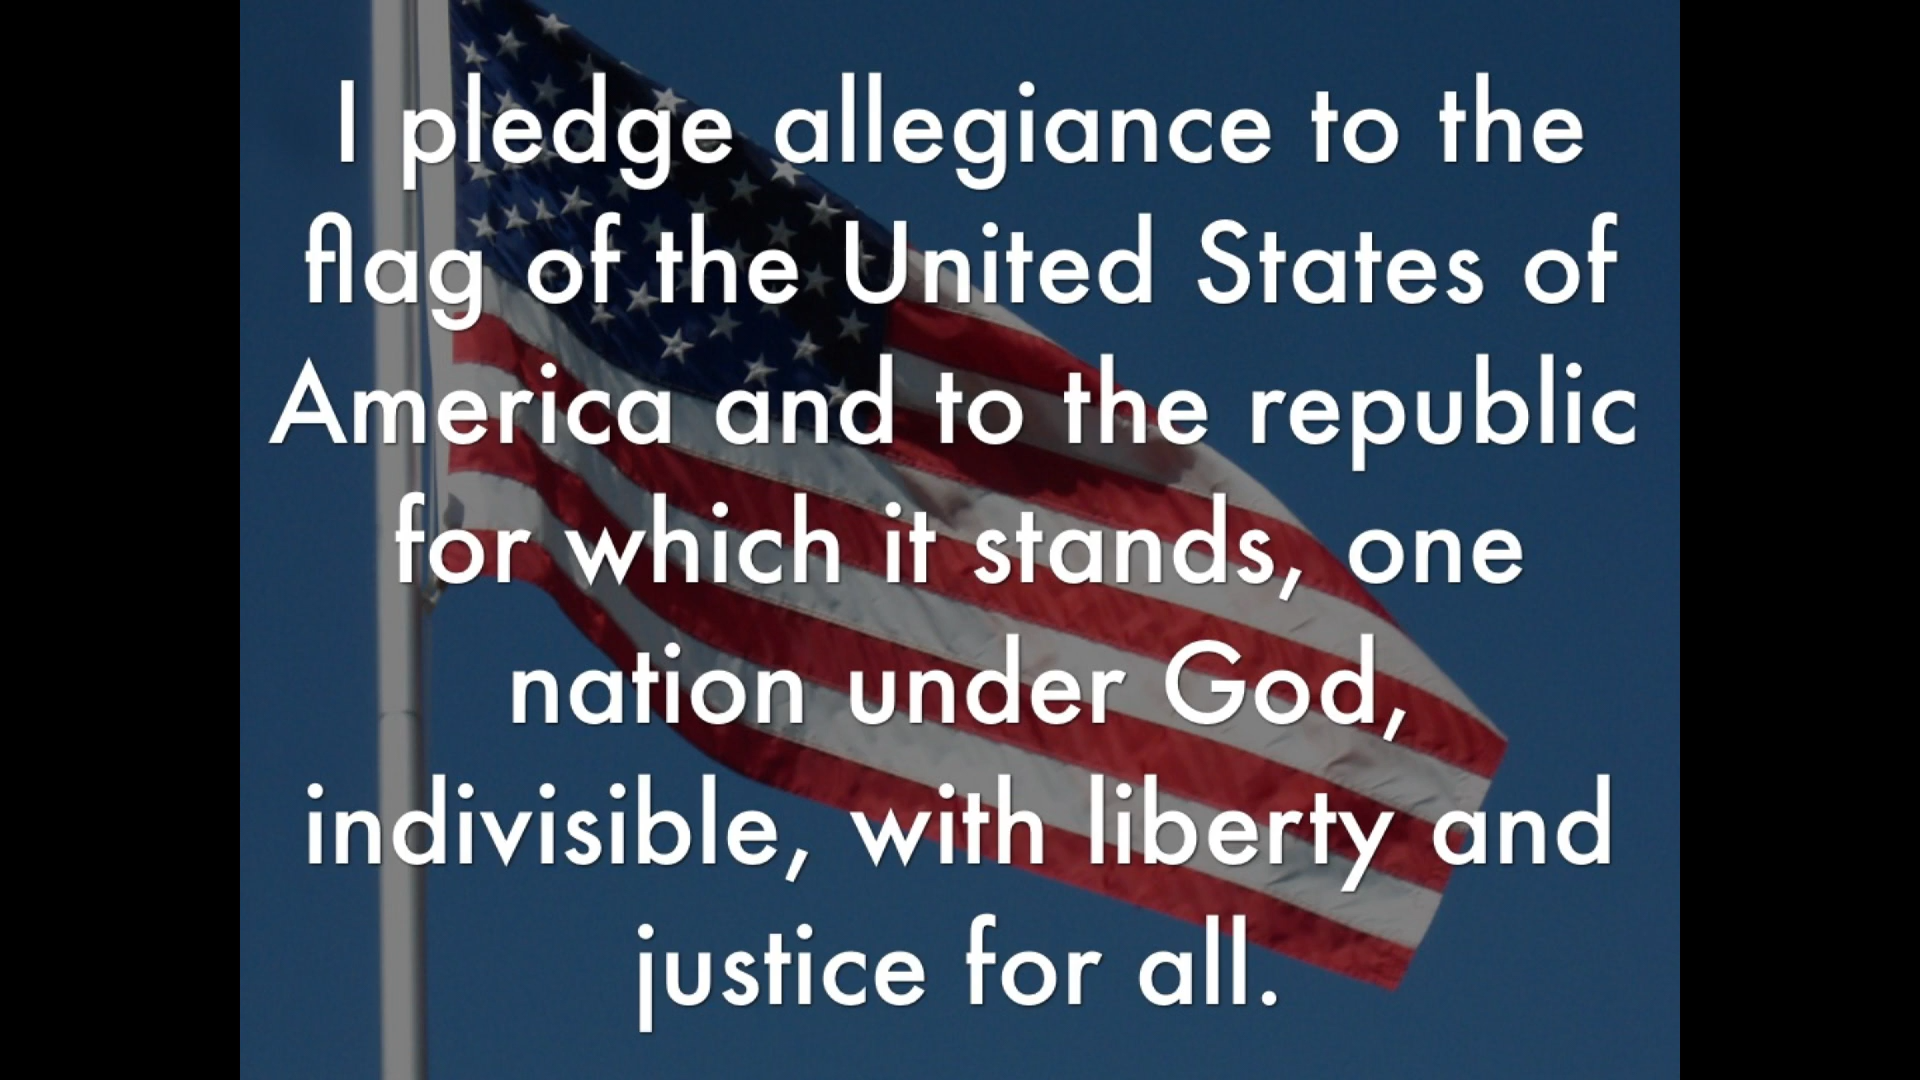 I pledge allegiance to the
flag of the United States of
America and to the republic
for which it stands, one
nation under God,
indivisible, with liberty and
justice for all.